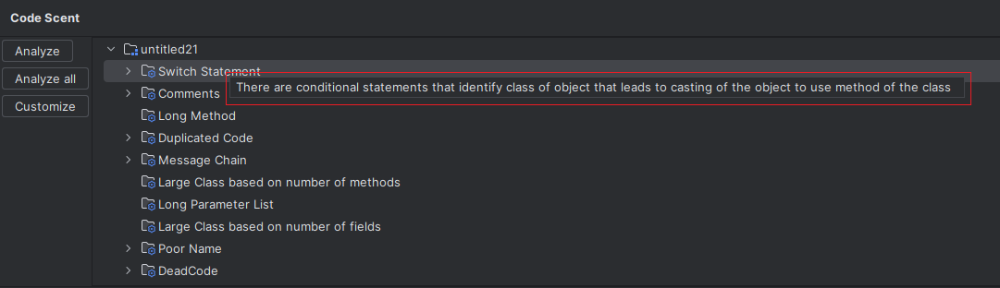 Code Scent
Analyze
Analyze all
Customize
untitled21
Switch Statement
There are conditional statements that identify class of object that leads to casting of the object to use method of the class
Comments
Long Method
Duplicated Code
Message Chain
Large Class based on number of methods
Long Parameter List
Large Class based on number of fields
Poor Name
DeadCode